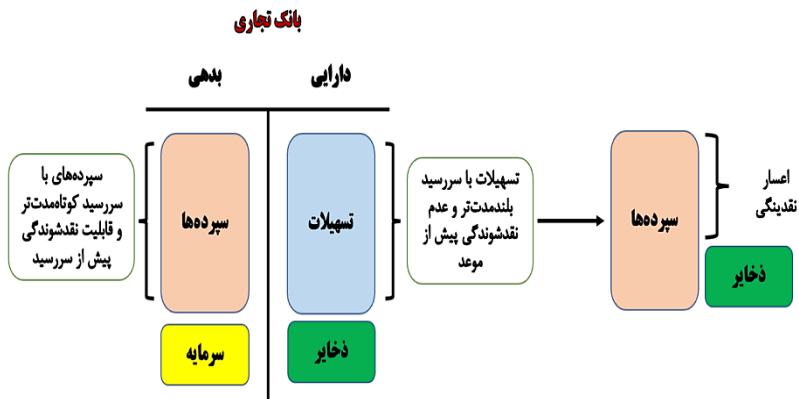 بانک تجاری
دارایی
بدهی
اعسار
نقدینگی
سپرده‌ها
ذخایر
تسهیلات با سررسید
بلندمدت‌تر و عدم
نقدشوندگی پیش از
موعد
تسهیلات
ذخایر
سپرده‌ها
سرمایه
سپرده‌های با
سررسید کوتاه‌مدت‌تر
و قابلیت نقدشوندگی
پیش از سررسید